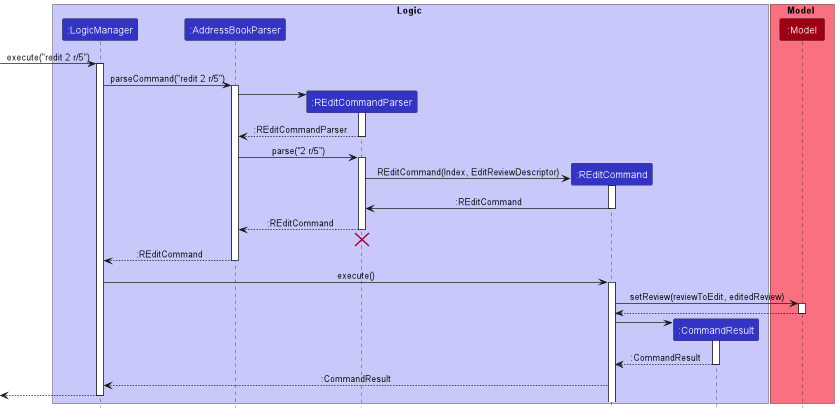 Logic
Model
:LogicManager
:AddressBookParser
:Model
execute("redit 2 r/5")
parseCommand("redit 2 r/5")
:REditCommandParser
:REditCommandParser
parse("2 r/5")
REditCommand(Index, EditReviewDescriptor)
:REditCommand
:REditCommand
:REditCommand
:REditCommand
execute()
setReview(reviewToEdit, editedReview)
:CommandResult
:CommandResult
:CommandResult